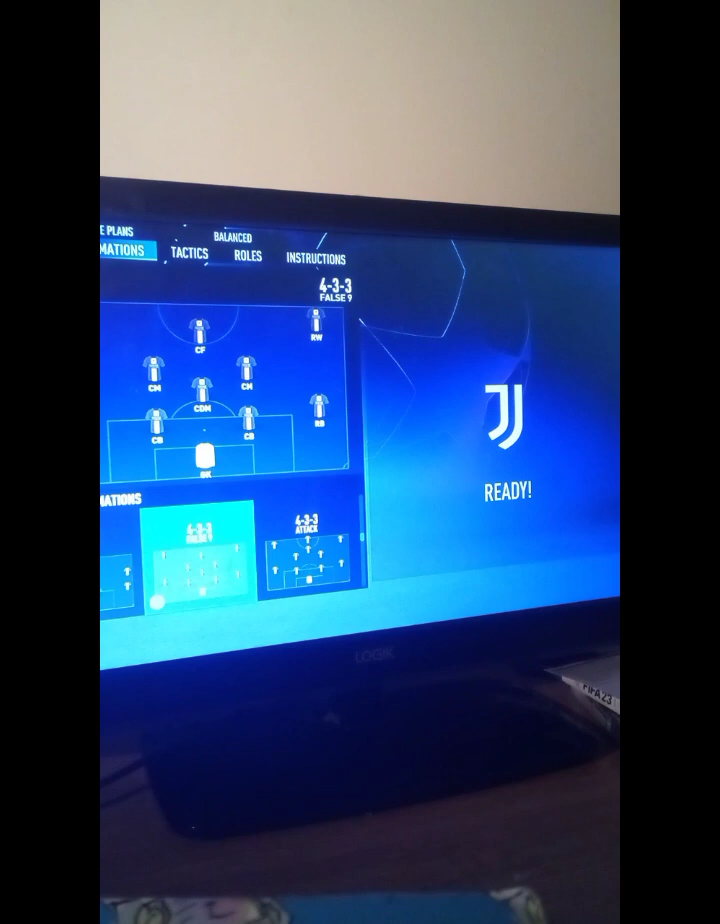 E PLANS
BALANCED
MATIONS TACTICS ROLES INSTRUCTIONS
4-3-3
FALSE 9
CF
RW
CM
CM
CDM
CB
CB
RB
GK
MATIONS
4-3-3
FALSE 9
4-3-3
ATTACK
READY!
LOGIK
FIFA 23